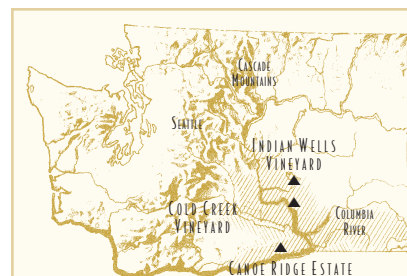 CASCADE
MOUNTAINS
SEATTLE
INDIAN WELLS
VINEYARD
COLD CREEK
VINEYARD
COLUMBIA
RIVER
CANOE RIDGE ESTATE